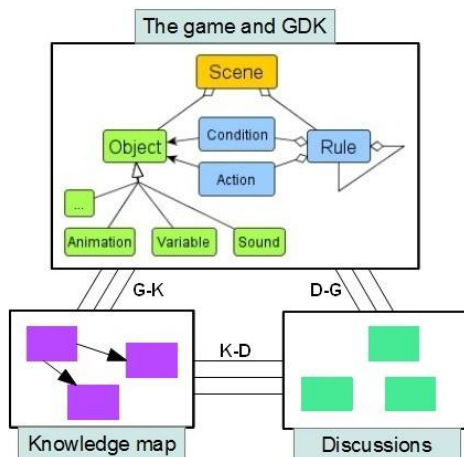 The game and GDK
Scene
Object
Condition
Rule
Action
...
Animation
Variable
Sound
G-K
D-G
K-D
Knowledge map
Discussions